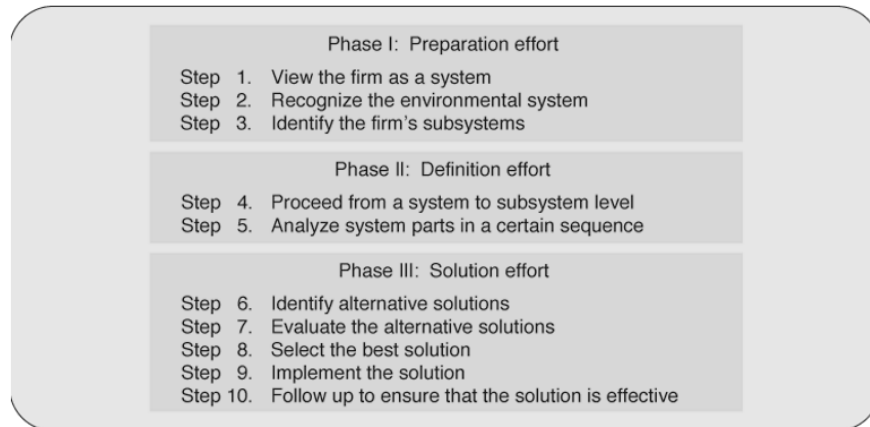 Phase I: Preparation effort
Step 1. View the firm as a system
Step 2. Recognize the environmental system
Step 3. Identify the firm's subsystems
Phase II: Definition effort
Step 4. Proceed from a system to subsystem level
Step 5. Analyze system parts in a certain sequence
Phase III: Solution effort
Step 6. Identify alternative solutions
Step 7. Evaluate the alternative solutions
Step 8. Select the best solution
Step 9. Implement the solution
Step 10. Follow up to ensure that the solution is effective